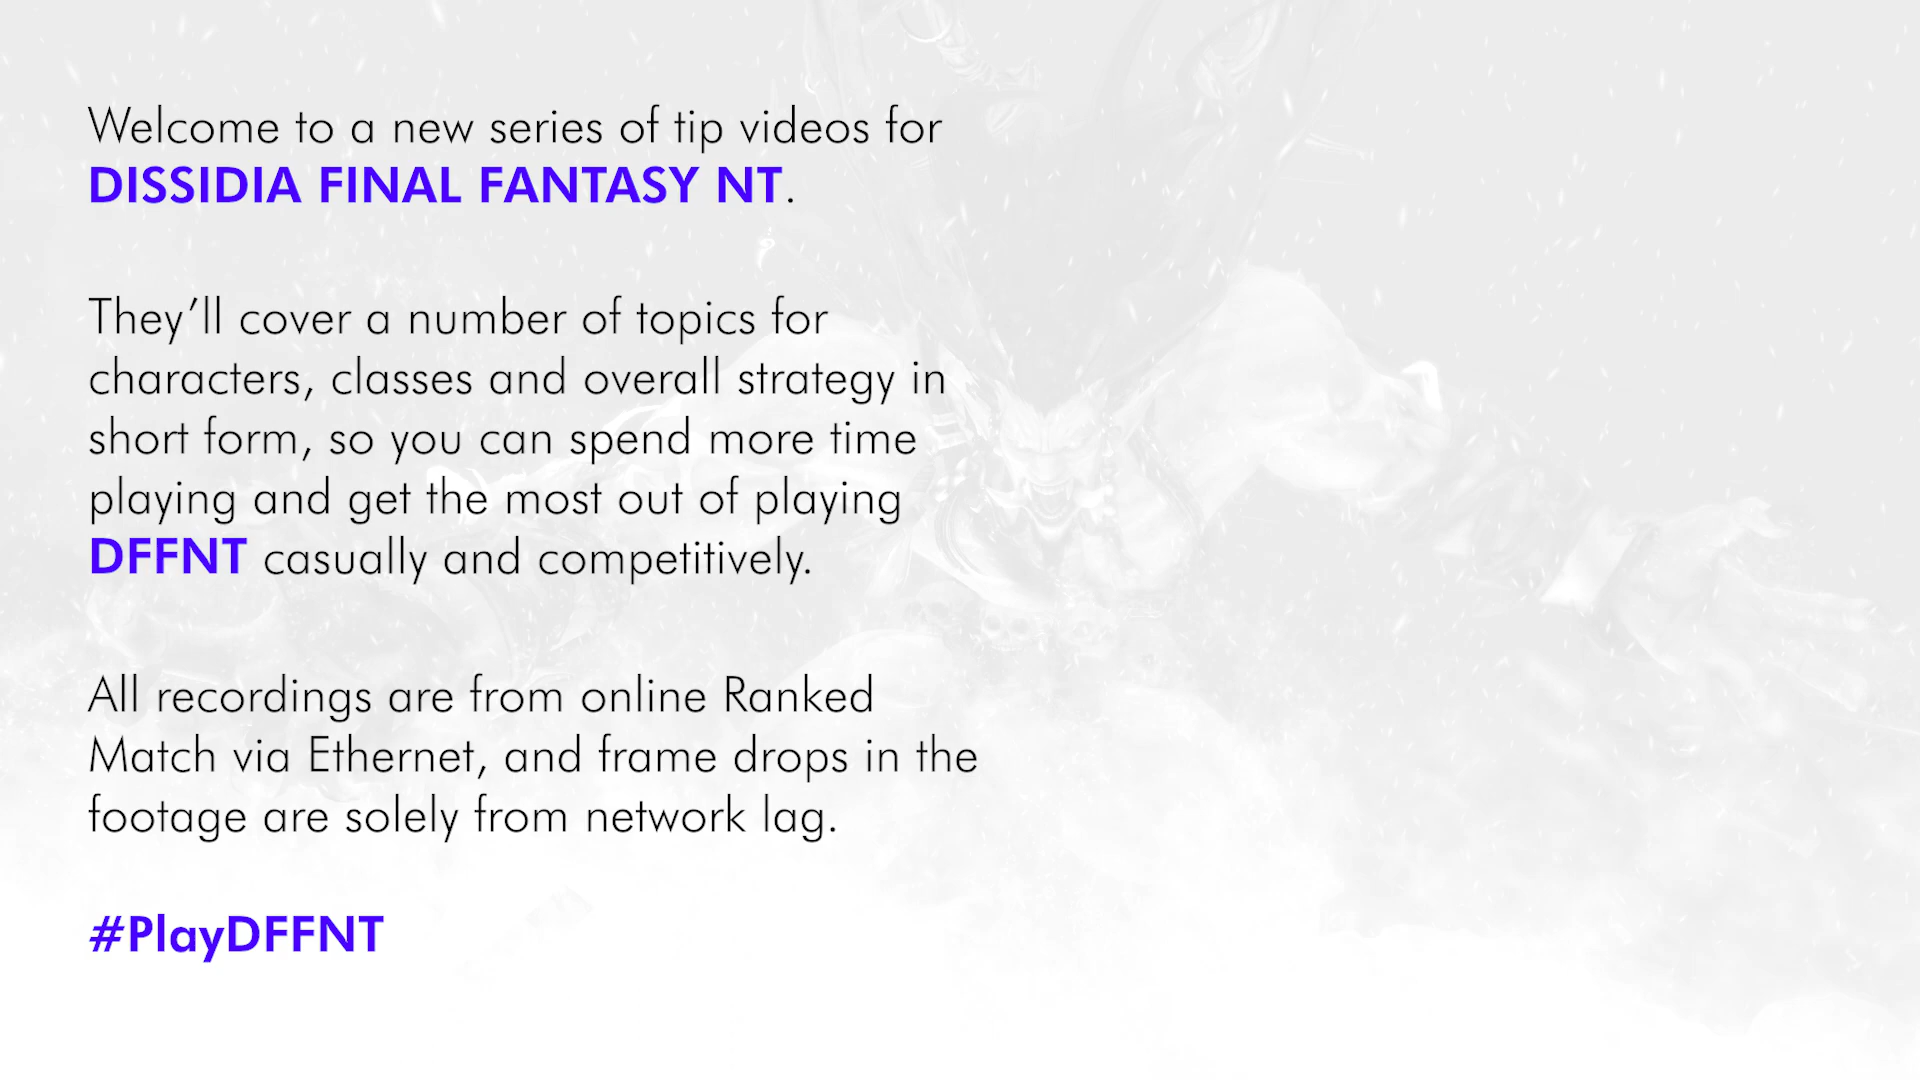 Welcome to a new series of tip videos for
DISSIDIA FINAL FANTASY NT.
They’ll cover a number of topics for
characters, classes and overall strategy in
short form, so you can spend more time
playing and get the most out of playing
DFFNT casually and competitively.
All recordings are from online Ranked
Match via Ethernet, and frame drops in the
footage are solely from network lag.
#PlayDFFNT